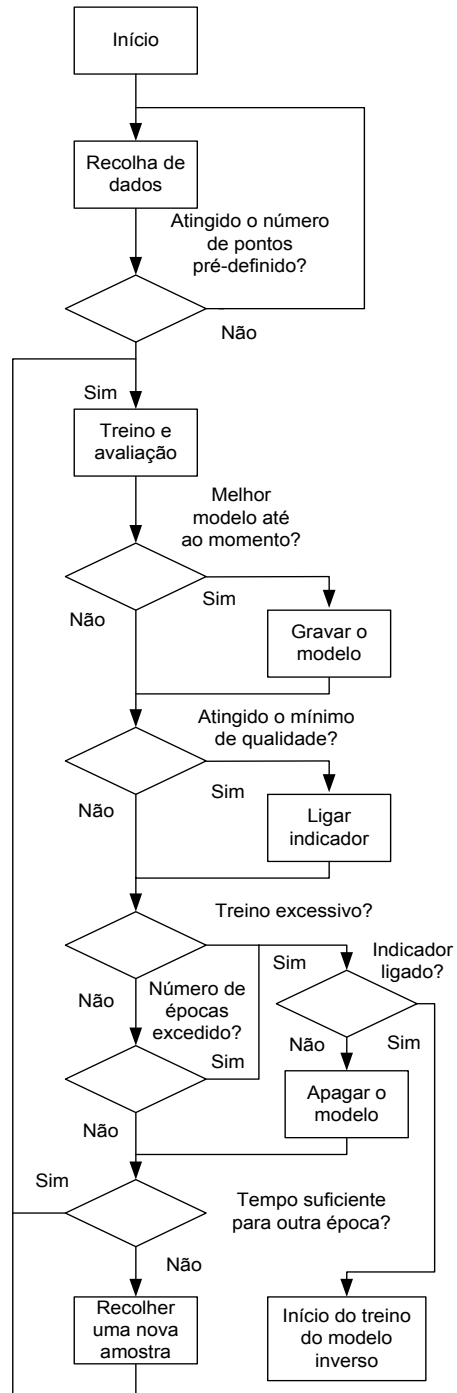 Início
Recolha de
dados
Atingido o número
de pontos
pré-definido?
Não
Sim
Treino e
avaliação
Melhor
modelo até
ao momento?
Sim
Não
Gravar o
modelo
Atingido o mínimo
de qualidade?
Sim
Não
Ligar
indicador
Treino excessivo?
Sim
Indicador
ligado?
Não
Número de
épocas
excedido?
Sim
Não
Sim
Apagar o
modelo
Não
Sim
Tempo suficiente
para outra época?
Não
Recolher
uma nova
amostra
Início do treino
do modelo
inverso